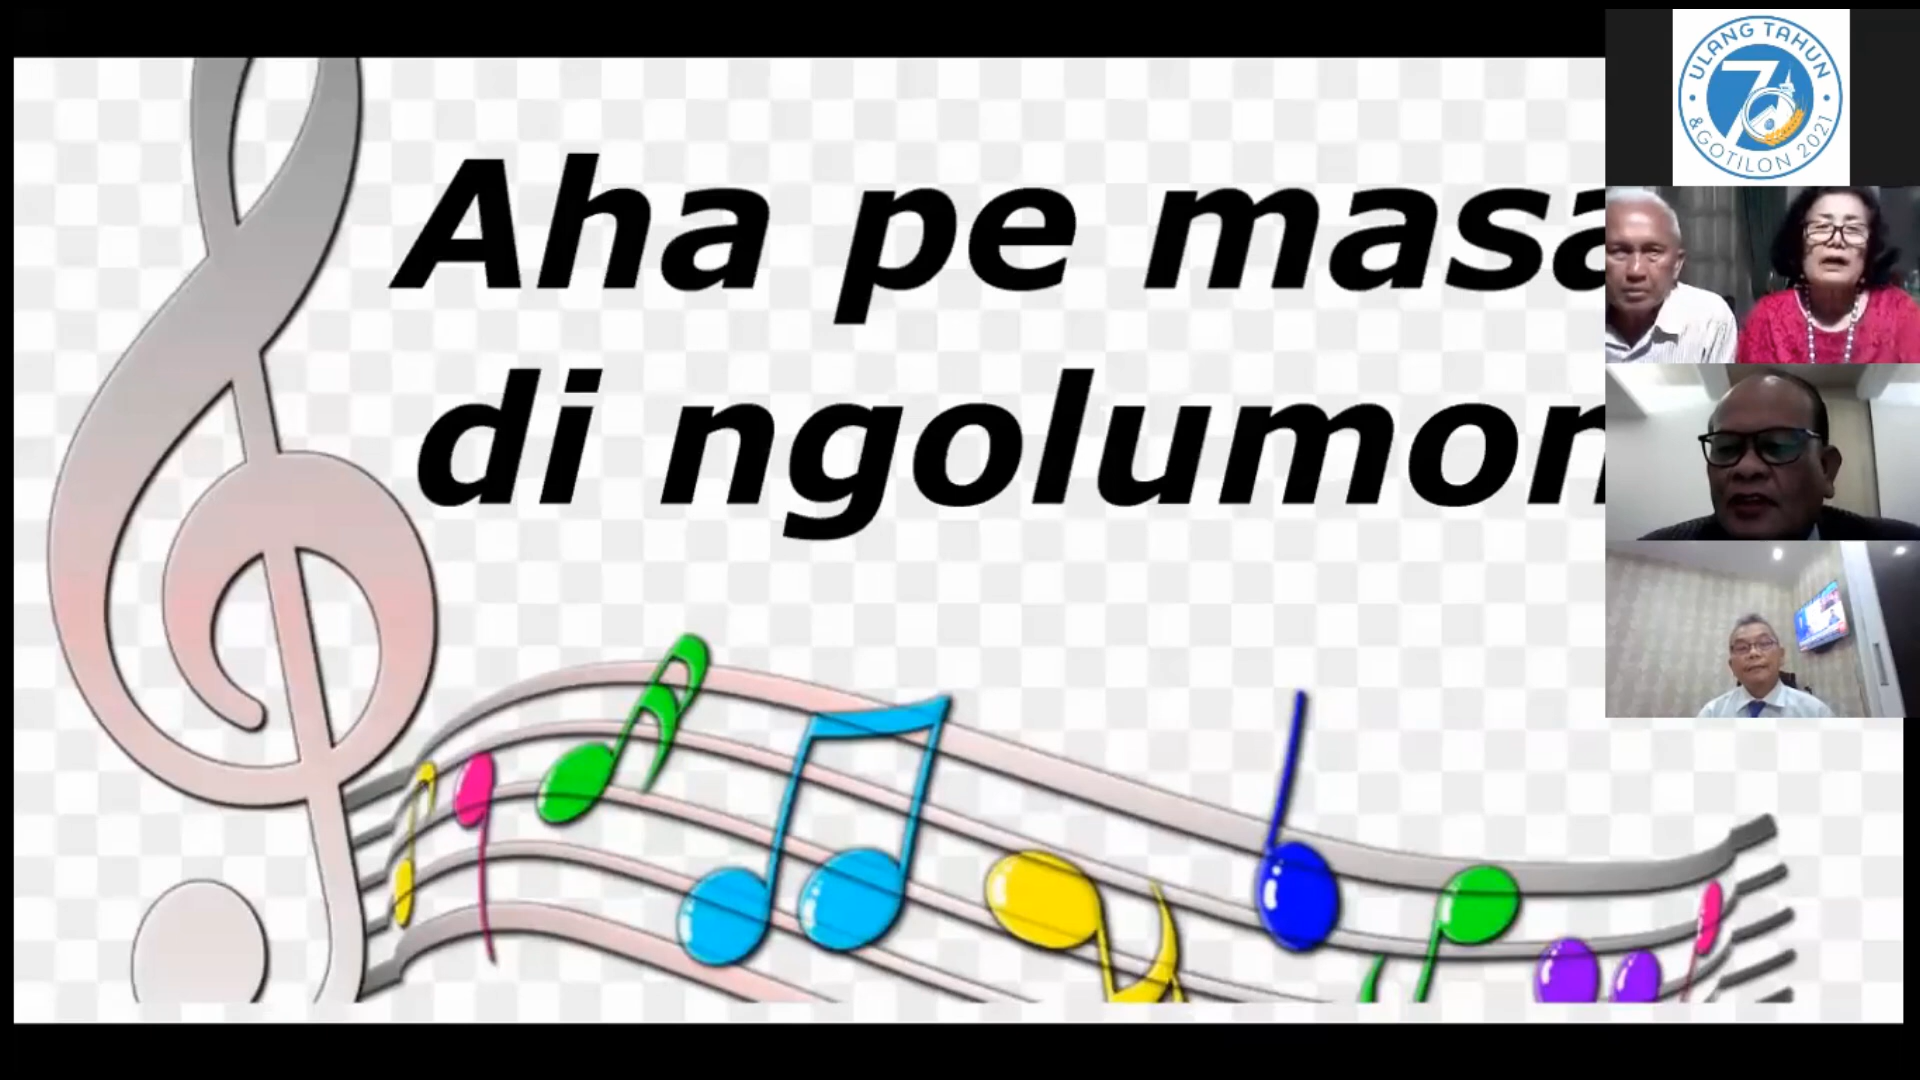 Aha pe masa
di ngolumon
ULANG TAHUN
70
& GOTILON 2021